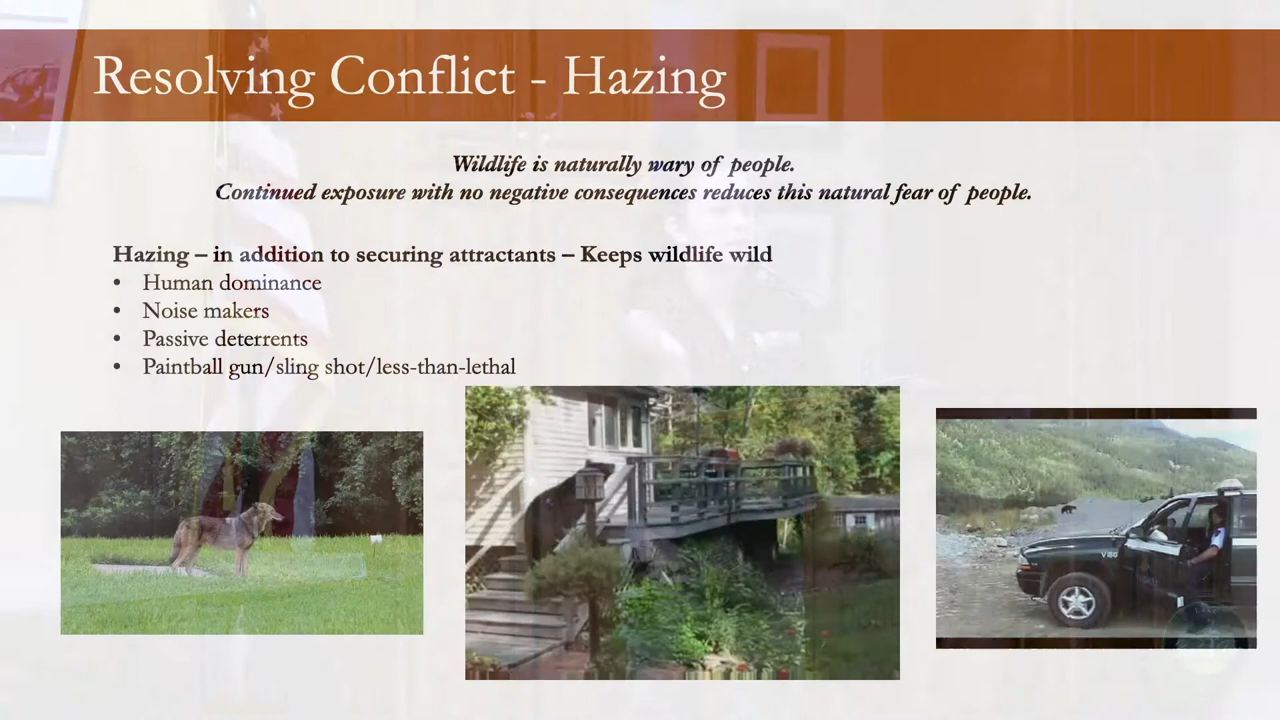 Resolving Conflict - Hazing
Wildlife is naturally wary of people.
Continued exposure with no negative consequences reduces this natural fear of people.
Hazing – in addition to securing attractants – Keeps wildlife wild
• Human dominance
• Noise makers
• Passive deterrents
• Paintball gun/sling shot/less-than-lethal